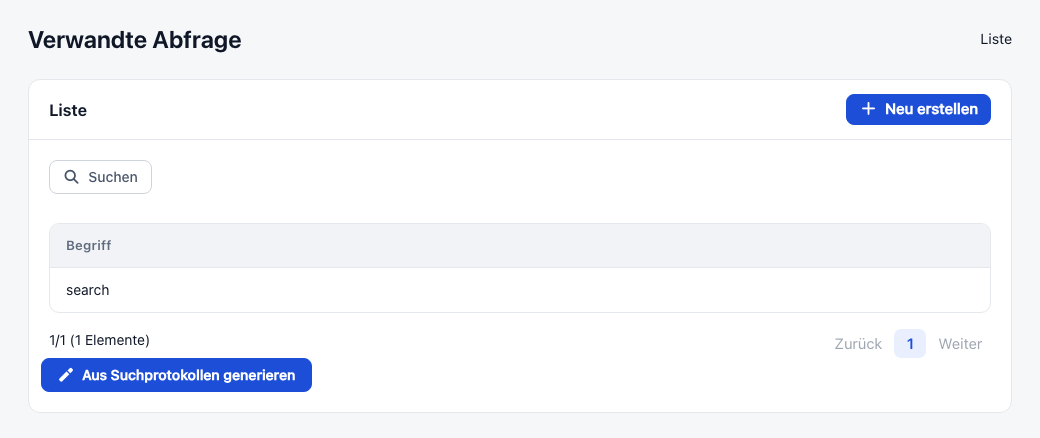 Verwandte Abfrage
Liste
Liste
Neu erstellen
Suchen
Begriff
search
1/1 (1 Elemente)
Zurück 1 Weiter
Aus Suchprotokollen generieren